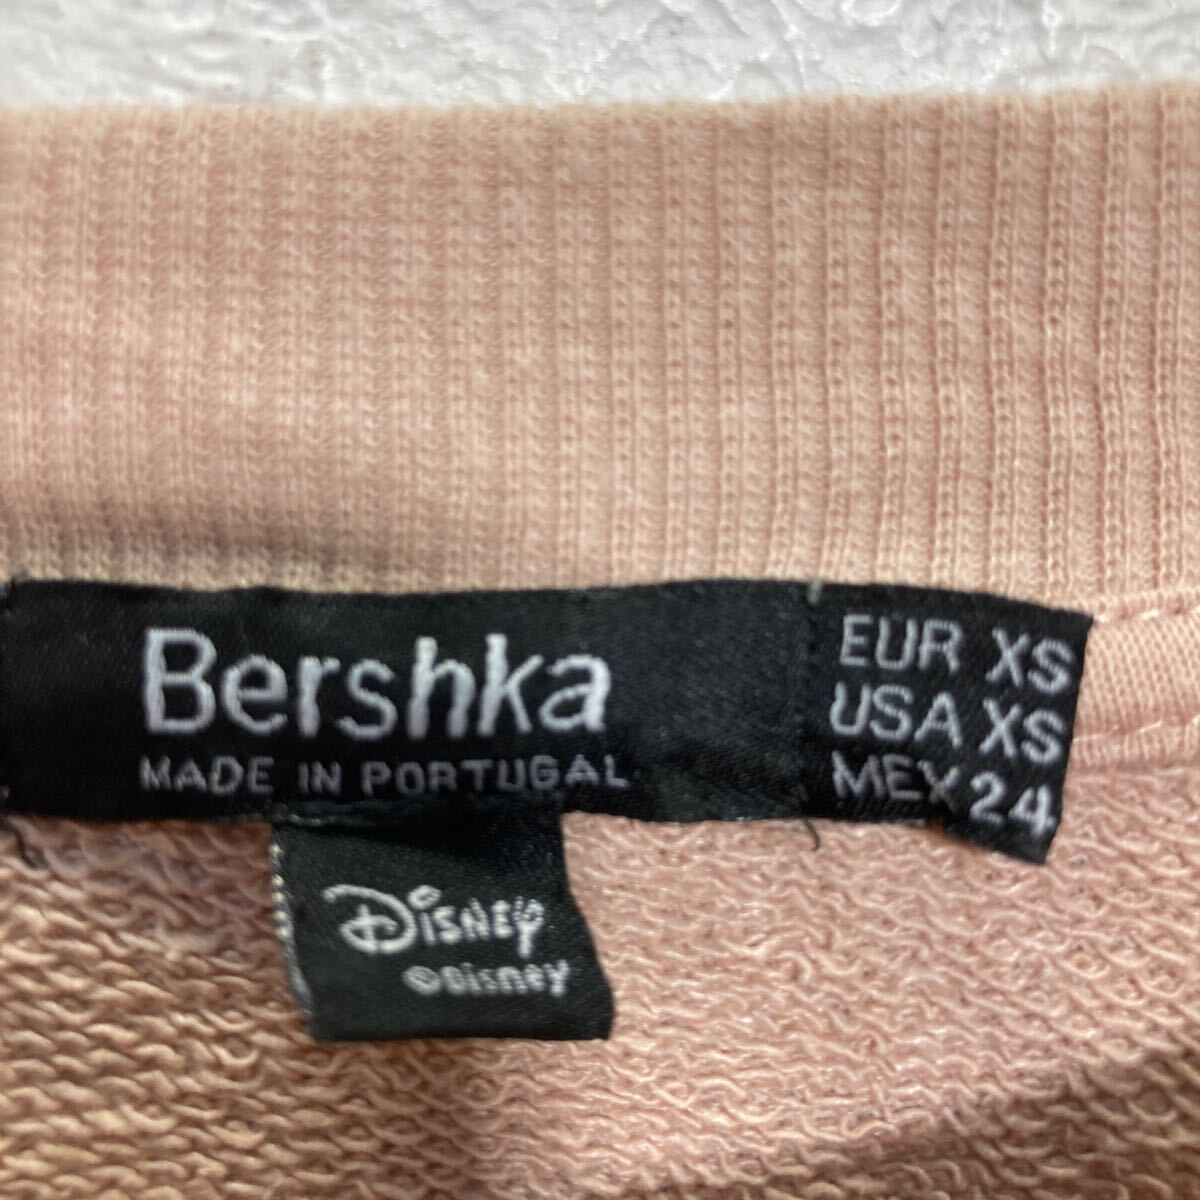 Bershka
MADE IN PORTUGAL
EUR XS
USA XS
MEX 24
Disney
©Disney